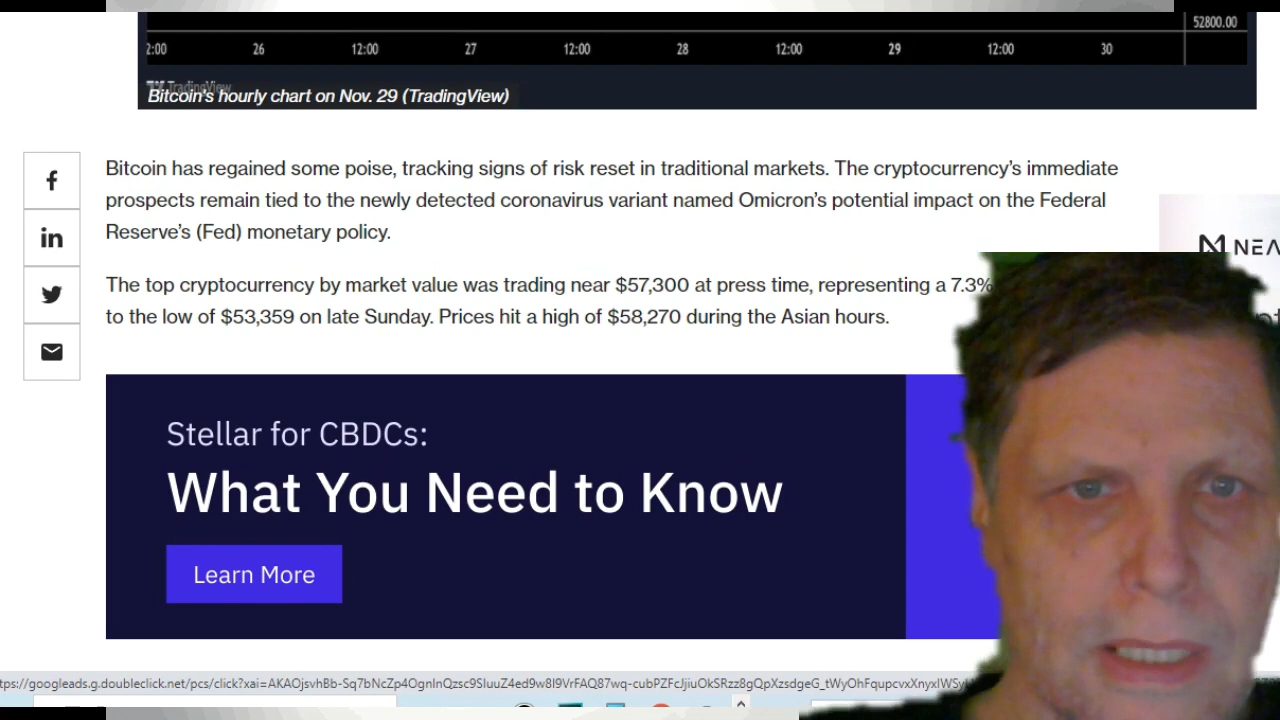 52800.00
2:00 26 12:00 27 12:00 28 12:00 29 12:00 30
TradingView
Bitcoin's hourly chart on Nov. 29 (TradingView)
Bitcoin has regained some poise, tracking signs of risk reset in traditional markets. The cryptocurrency’s immediate
prospects remain tied to the newly detected coronavirus variant named Omicron’s potential impact on the Federal
Reserve’s (Fed) monetary policy.
The top cryptocurrency by market value was trading near $57,300 at press time, representing a 7.3%
to the low of $53,359 on late Sunday. Prices hit a high of $58,270 during the Asian hours.
NEA
Stellar for CBDCs:
What You Need to Know
Learn More